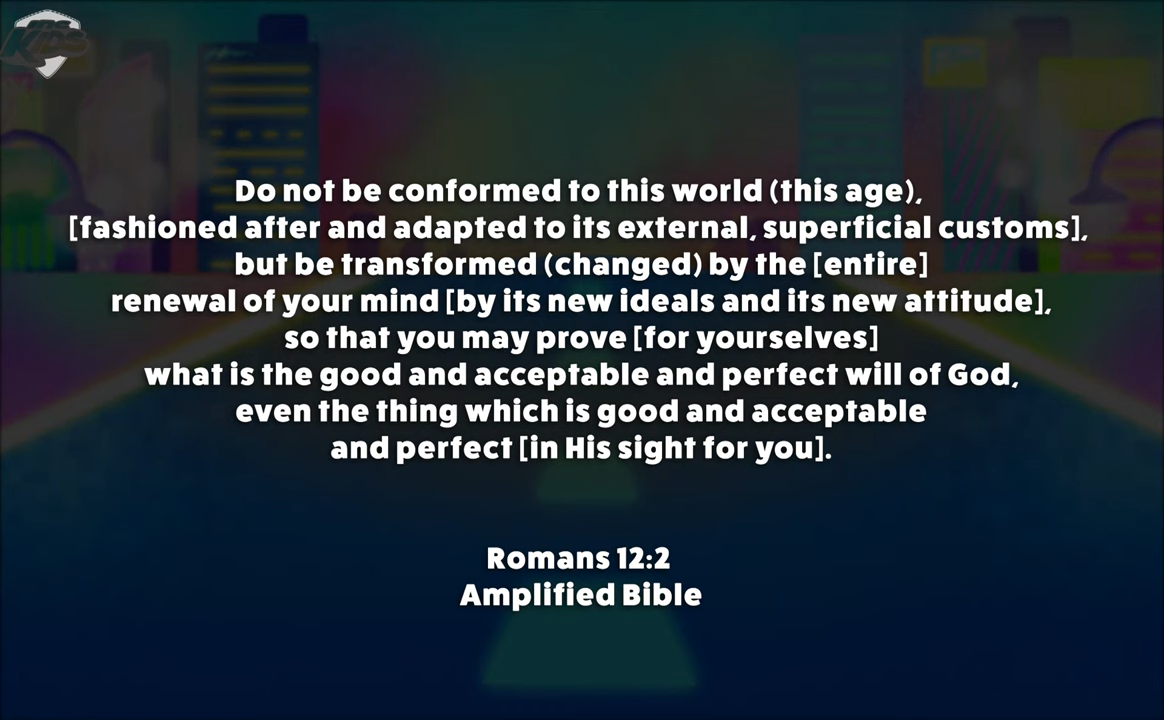 KIDS
Do not be conformed to this world (this age),
[fashioned after and adapted to its external, superficial customs],
but be transformed (changed) by the [entire]
renewal of your mind [by its new ideals and its new attitude],
so that you may prove [for yourselves]
what is the good and acceptable and perfect will of God,
even the thing which is good and acceptable
and perfect [in His sight for you].
Romans 12:2
Amplified Bible